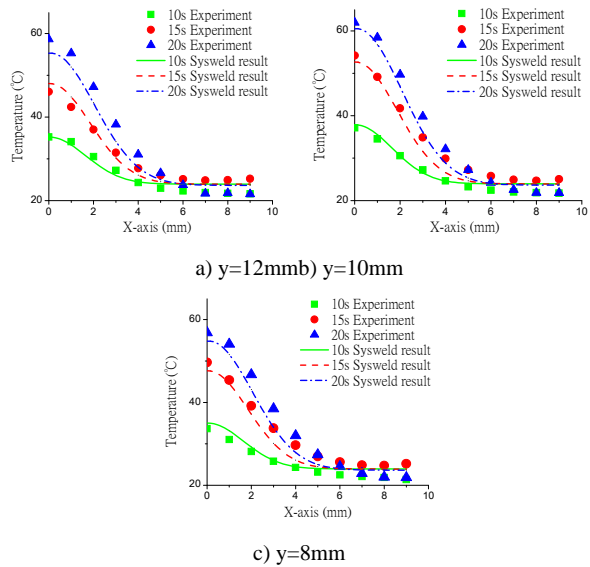 10s Experiment
15s Experiment
20s Experiment
10s Sysweld result
15s Sysweld result
20s Sysweld result
60
40
20
0 2 4 6 8 10
Temperature (℃)
X-axis (mm)
10s Experiment
15s Experiment
20s Experiment
10s Sysweld result
15s Sysweld result
20s Sysweld result
60
40
20
0 2 4 6 8 10
Temperature (℃)
X-axis (mm)
a) y=12mmb) y=10mm
10s Experiment
15s Experiment
20s Experiment
10s Sysweld result
15s Sysweld result
20s Sysweld result
60
40
20
0 2 4 6 8 10
Temperature (℃)
X-axis (mm)
c) y=8mm